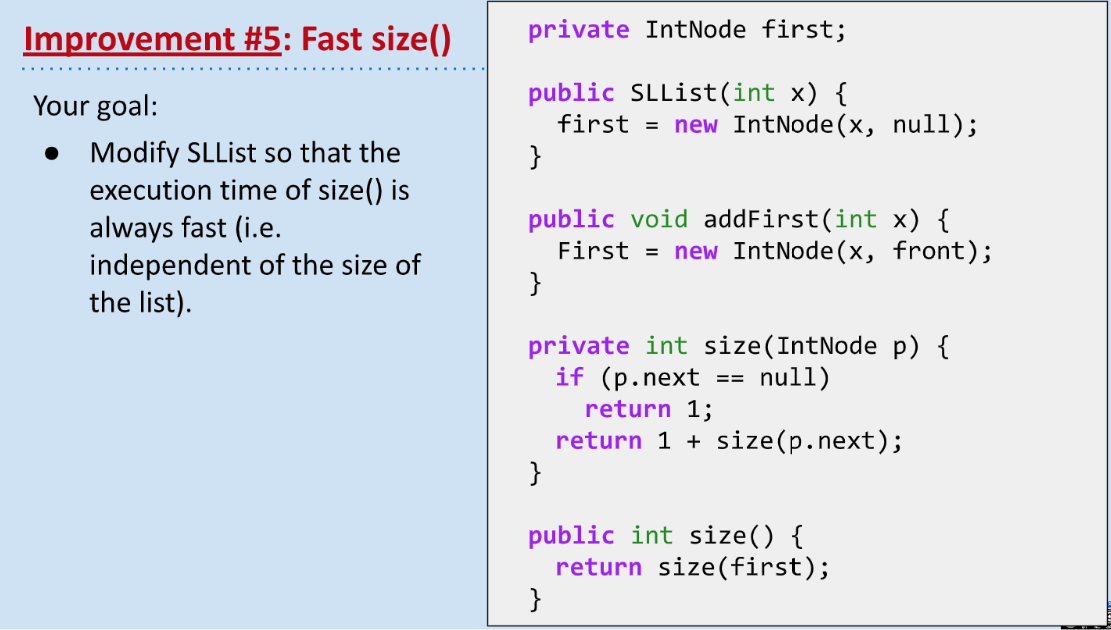 Improvement #5: Fast size()
Your goal:
● Modify SLList so that the
execution time of size() is
always fast (i.e.
independent of the size of
the list).
private IntNode first;
public SLList(int x) {
first = new IntNode(x, null);
}
public void addFirst(int x) {
First = new IntNode(x, front);
}
private int size(IntNode p) {
if (p.next == null)
return 1;
return 1 + size(p.next);
}
public int size() {
return size(first);
}